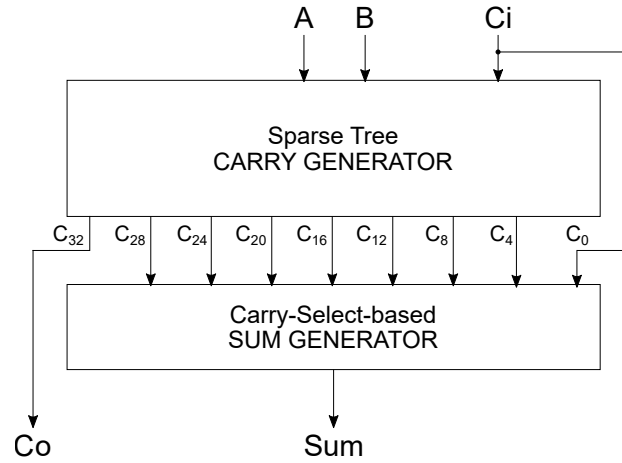 A B Ci
Sparse Tree
CARRY GENERATOR
C₃₂ C₂₈ C₂₄ C₂₀ C₁₆ C₁₂ C₈ C₄ C₀
Carry-Select-based
SUM GENERATOR
Co Sum